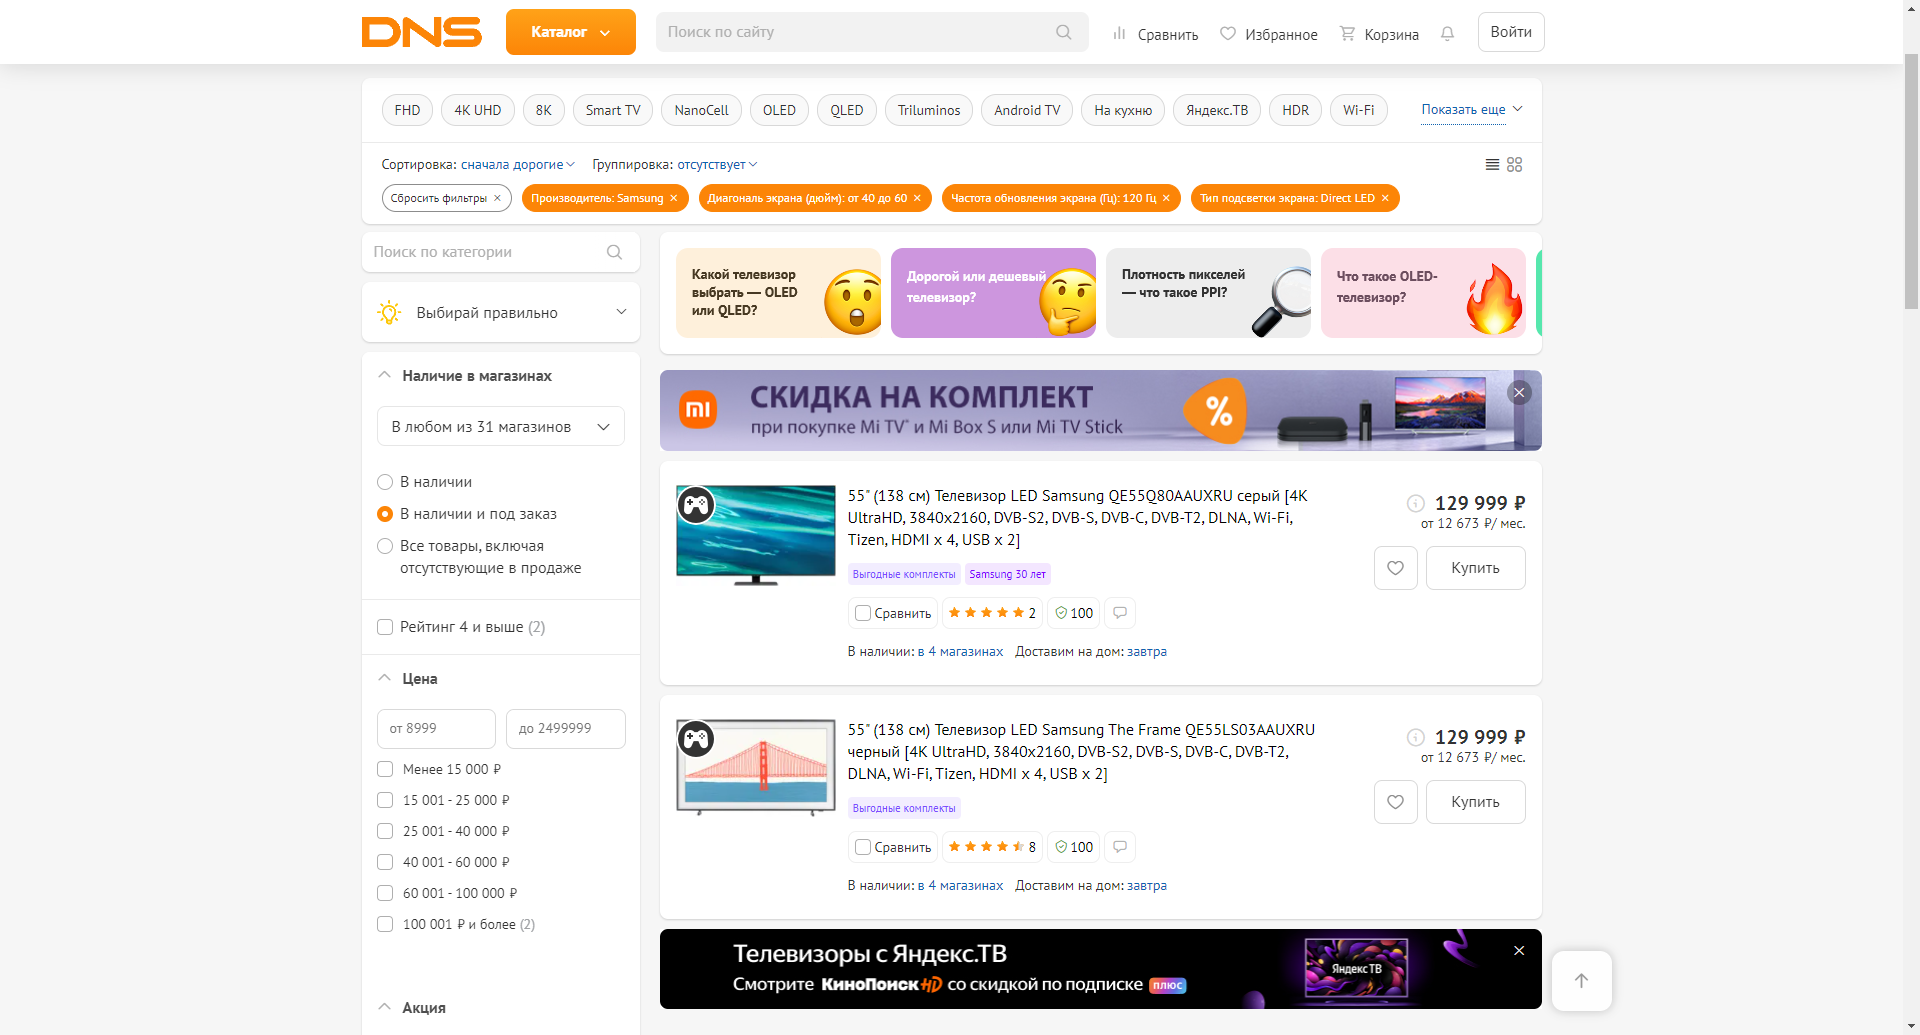 DNS
Каталог
Поиск по сайту
Сравнить
Избранное
Корзина
Войти
FHD
4K UHD
8K
Smart TV
NanoCell
OLED
QLED
Triluminos
Android TV
На кухню
Яндекс.ТВ
HDR
Wi-Fi
Показать еще
Сортировка: сначала дорогие
Группировка: отсутствует
Сбросить фильтры ×
Производитель: Samsung ×
Диагональ экрана (дюйм): от 40 до 60 ×
Частота обновления экрана (Гц): 120 Гц ×
Тип подсветки экрана: Direct LED ×
Поиск по категории
Выбирай правильно
Наличие в магазинах
В любом из 31 магазинов
В наличии
В наличии и под заказ
Все товары, включая
отсутствующие в продаже
Рейтинг 4 и выше (2)
Цена
от 8999
до 2499999
Менее 15 000 ₽
15 001 - 25 000 ₽
25 001 - 40 000 ₽
40 001 - 60 000 ₽
60 001 - 100 000 ₽
100 001 ₽ и более (2)
Акция
Какой телевизор
выбрать — OLED
или QLED?
Дорогой или дешевый
телевизор?
Плотность пикселей
— что такое PPI?
Что такое OLED-
телевизор?
mi
СКИДКА НА КОМПЛЕКТ
при покупке Mi TV* и Mi Box S или Mi TV Stick
%
55" (138 см) Телевизор LED Samsung QE55Q80AAUXRU серый [4K
UltraHD, 3840x2160, DVB-S2, DVB-S, DVB-C, DVB-T2, DLNA, Wi-Fi,
Tizen, HDMI x 4, USB x 2]
Выгодные комплекты
Samsung 30 лет
Сравнить
2
100
В наличии: в 4 магазинах
Доставим на дом: завтра
129 999 ₽
от 12 673 ₽/ мес.
Купить
55" (138 см) Телевизор LED Samsung The Frame QE55LS03AAUXRU
черный [4K UltraHD, 3840x2160, DVB-S2, DVB-S, DVB-C, DVB-T2,
DLNA, Wi-Fi, Tizen, HDMI x 4, USB x 2]
Выгодные комплекты
Сравнить
8
100
В наличии: в 4 магазинах
Доставим на дом: завтра
129 999 ₽
от 12 673 ₽/ мес.
Купить
Телевизоры с Яндекс.ТВ
Смотрите КиноПоиск HD со скидкой по подписке плюс
Яндекс ТВ